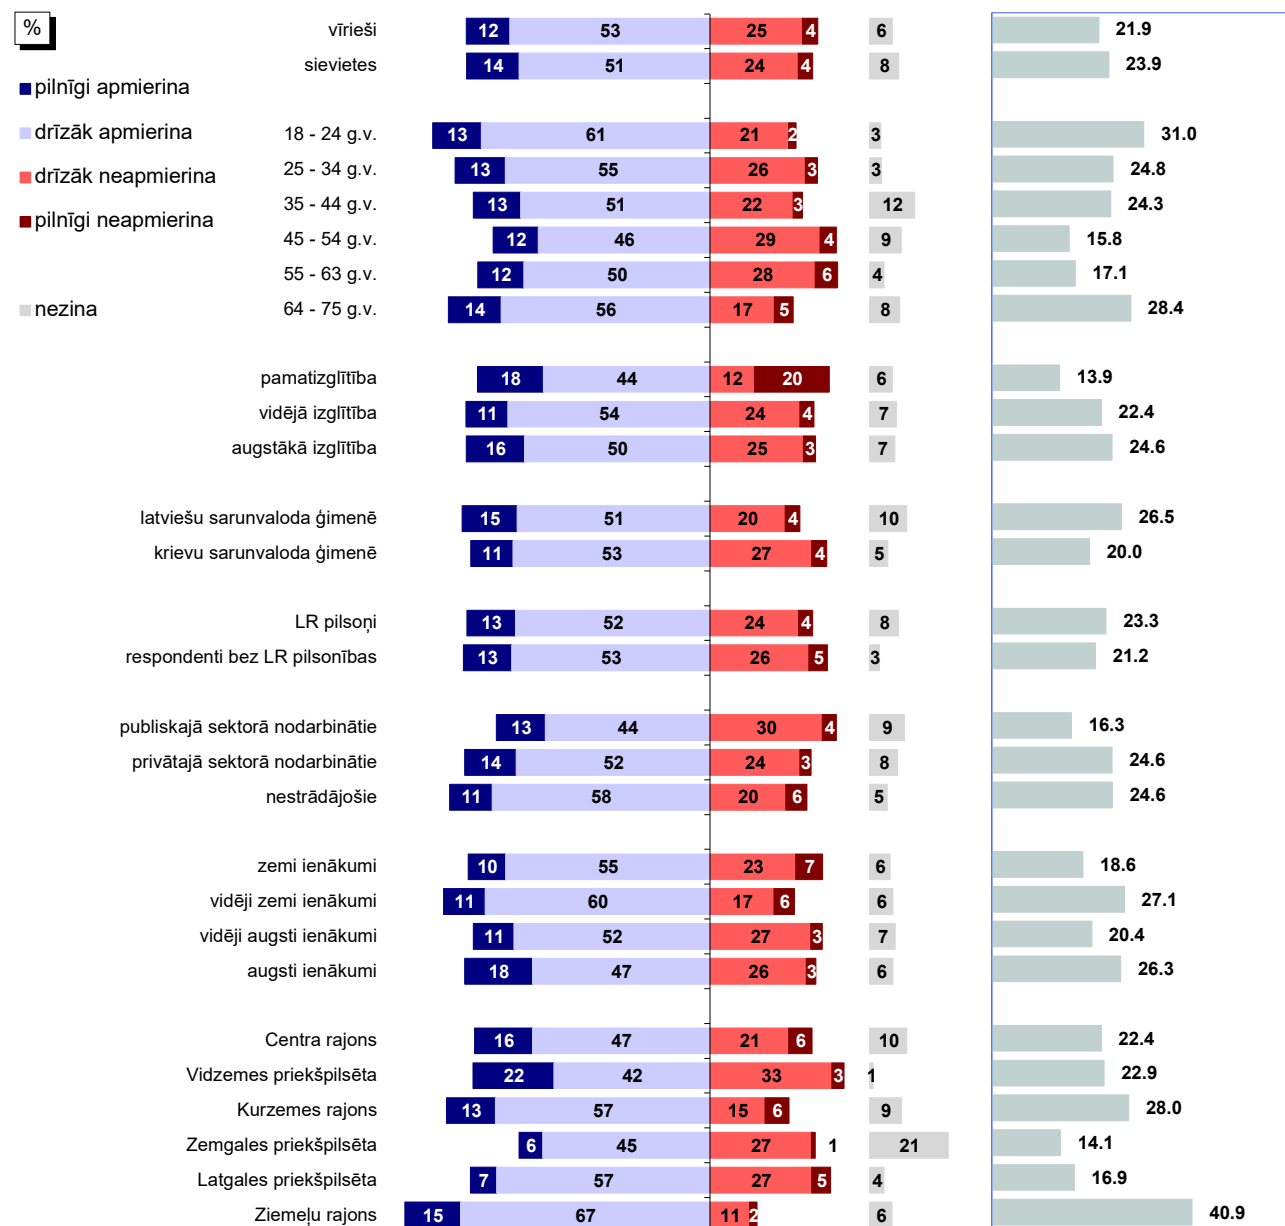 %
pilnīgi apmierina
drīzāk apmierina
drīzāk neapmierina
pilnīgi neapmierina
nezina
vīrieši 12 53 25 4 6 21.9
sievietes 14 51 24 4 8 23.9
18 - 24 g.v. 13 61 21 2 3 31.0
25 - 34 g.v. 13 55 26 3 3 24.8
35 - 44 g.v. 13 51 22 3 12 24.3
45 - 54 g.v. 12 46 29 4 9 15.8
55 - 63 g.v. 12 50 28 6 4 17.1
64 - 75 g.v. 14 56 17 5 8 28.4
pamatizglītība 18 44 12 20 6 13.9
vidējā izglītība 11 54 24 4 7 22.4
augstākā izglītība 16 50 25 3 7 24.6
latviešu sarunvaloda ģimenē 15 51 20 4 10 26.5
krievu sarunvaloda ģimenē 11 53 27 4 5 20.0
LR pilsoņi 13 52 24 4 8 23.3
respondenti bez LR pilsonības 13 53 26 5 3 21.2
publiskajā sektorā nodarbinātie 13 44 30 4 9 16.3
privātajā sektorā nodarbinātie 14 52 24 3 8 24.6
nestrādājošie 11 58 20 6 5 24.6
zemi ienākumi 10 55 23 7 6 18.6
vidēji zemi ienākumi 11 60 17 6 6 27.1
vidēji augsti ienākumi 11 52 27 3 7 20.4
augsti ienākumi 18 47 26 3 6 26.3
Centra rajons 16 47 21 6 10 22.4
Vidzemes priekšpilsēta 22 42 33 3 1 22.9
Kurzemes rajons 13 57 15 6 9 28.0
Zemgales priekšpilsēta 6 45 27 1 21 14.1
Latgales priekšpilsēta 7 57 27 5 4 16.9
Ziemeļu rajons 15 67 11 2 6 40.9